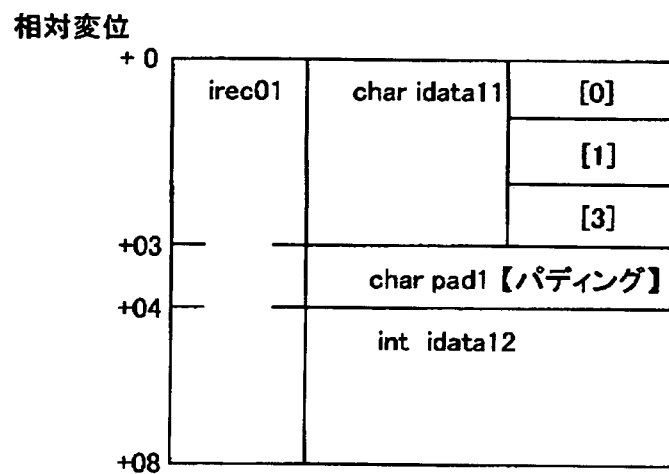 相対変位
+ 0
irec01 char idata11 [0]
[1]
[3]
+03
char pad1【パディング】
+04
int idata12
+08